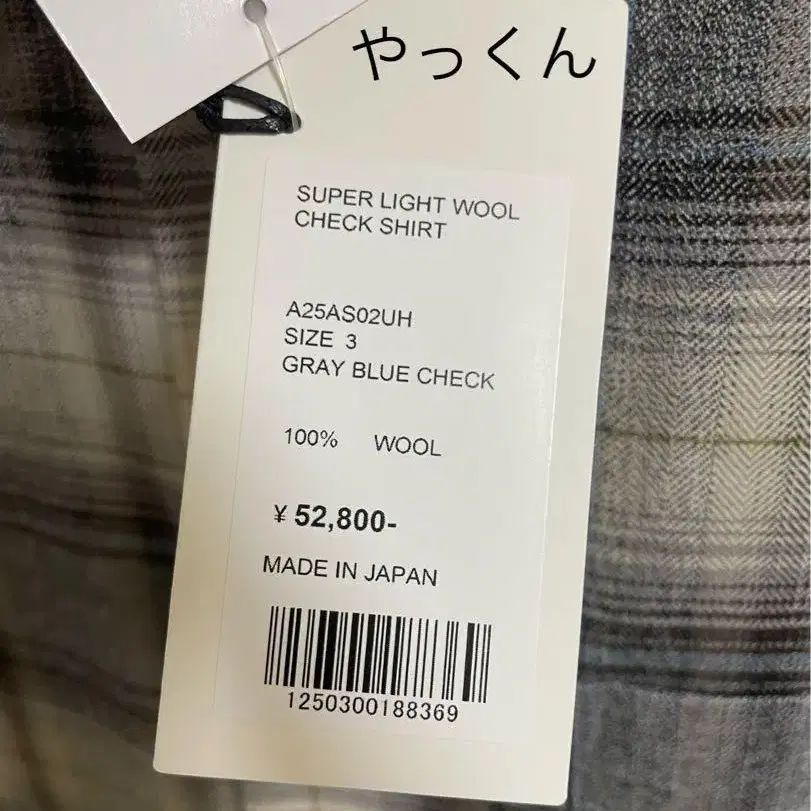 やっくん
SUPER LIGHT WOOL
CHECK SHIRT
A25AS02UH
SIZE 3
GRAY BLUE CHECK
100% WOOL
¥ 52,800-
MADE IN JAPAN
1250300188369